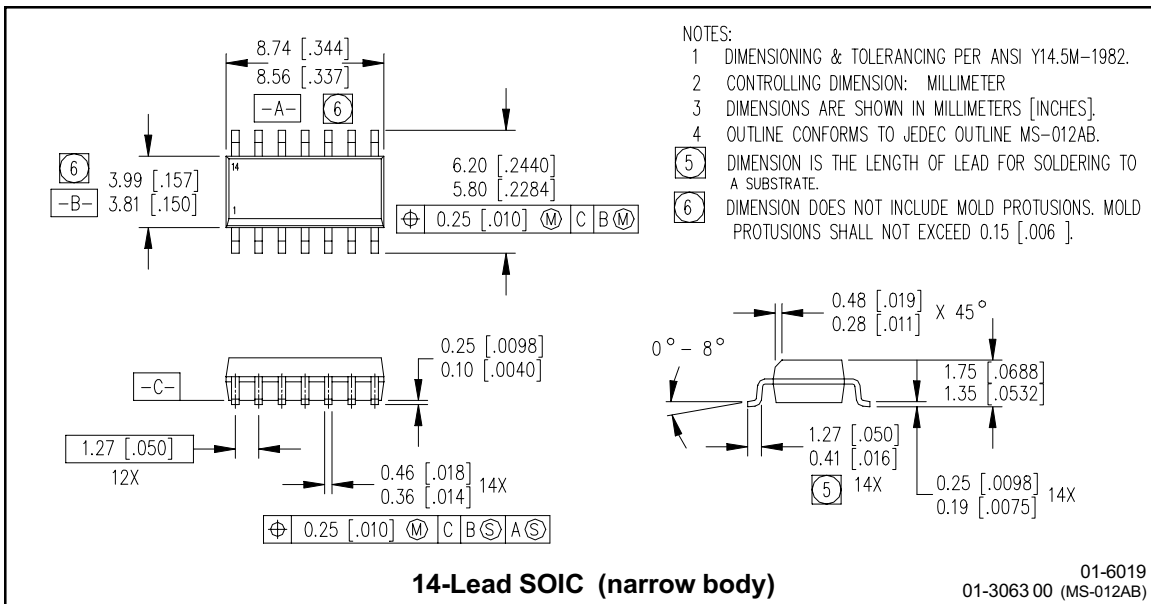 8.74 [.344]
8.56 [.337]
-A- 6
14
1
6
-B-
3.99 [.157]
3.81 [.150]
6.20 [.2440]
5.80 [.2284]
⌖ 0.25 [.010] Ⓜ C B Ⓜ
NOTES:
1 DIMENSIONING & TOLERANCING PER ANSI Y14.5M-1982.
2 CONTROLLING DIMENSION: MILLIMETER
3 DIMENSIONS ARE SHOWN IN MILLIMETERS [INCHES].
4 OUTLINE CONFORMS TO JEDEC OUTLINE MS-012AB.
5 DIMENSION IS THE LENGTH OF LEAD FOR SOLDERING TO
A SUBSTRATE.
6 DIMENSION DOES NOT INCLUDE MOLD PROTUSIONS. MOLD
PROTUSIONS SHALL NOT EXCEED 0.15 [.006 ].
-C-
0.25 [.0098]
0.10 [.0040]
1.27 [.050]
12X
0.46 [.018]
0.36 [.014]
14X
⌖ 0.25 [.010] Ⓜ C B Ⓢ A Ⓢ
0.48 [.019]
0.28 [.011]
X 45°
0°- 8°
1.75 [.0688]
1.35 [.0532]
1.27 [.050]
0.41 [.016]
5 14X
0.25 [.0098]
0.19 [.0075]
14X
14-Lead SOIC (narrow body)
01-6019
01-3063 00 (MS-012AB)